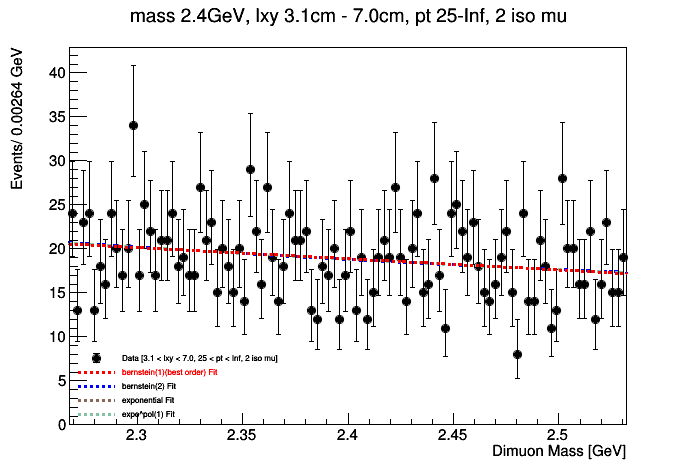 mass 2.4GeV, lxy 3.1cm - 7.0cm, pt 25-Inf, 2 iso mu
Events/ 0.00264 GeV
40
35
30
25
20
15
10
5
0
Data [3.1 < lxy < 7.0, 25 < pt < Inf, 2 iso mu]
bernstein(1)(best order) Fit
bernstein(2) Fit
exponential Fit
expo*pol(1) Fit
2.3 2.35 2.4 2.45 2.5
Dimuon Mass [GeV]